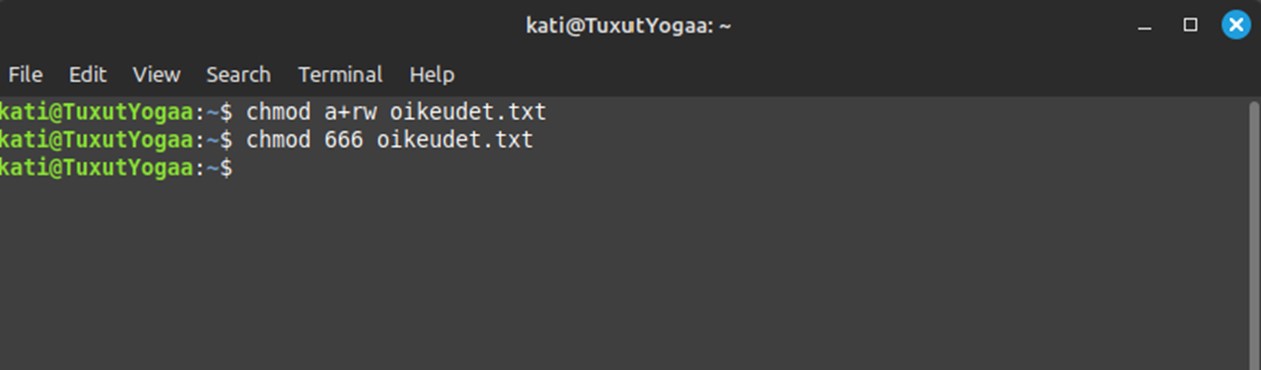 kati@TuxutYogaa: ~
File Edit View Search Terminal Help
kati@TuxutYogaa:~$ chmod a+rw oikeudet.txt
kati@TuxutYogaa:~$ chmod 666 oikeudet.txt
kati@TuxutYogaa:~$